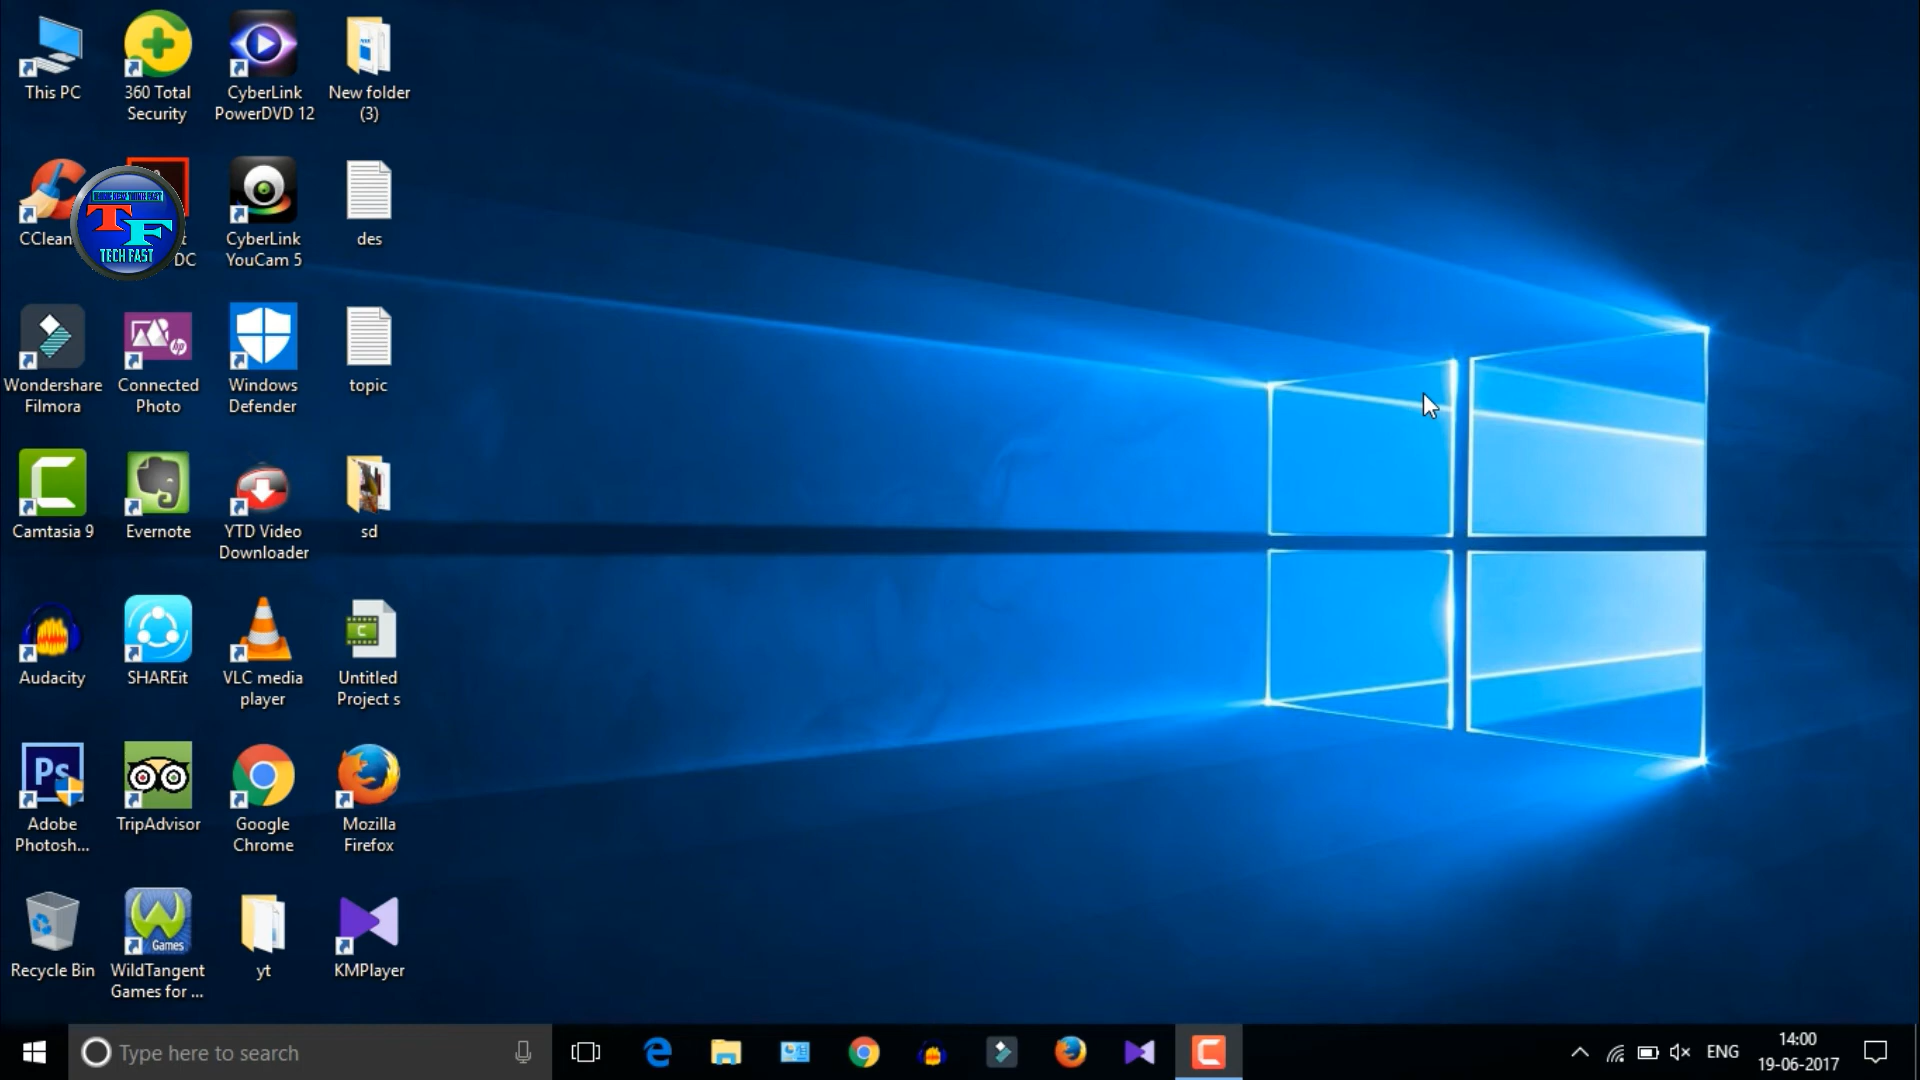 This PC
360 Total
Security
CyberLink
PowerDVD 12
New folder
(3)
CClean
DC
TF
TECH FAST
CyberLink
YouCam 5
des
Wondershare
Filmora
Connected
Photo
hp
Windows
Defender
topic
Camtasia 9
Evernote
YTD Video
Downloader
sd
Audacity
SHAREit
VLC media
player
C
Untitled
Project s
Ps
Adobe
Photosh...
TripAdvisor
Google
Chrome
Mozilla
Firefox
Recycle Bin
Games
WildTangent
Games for ...
yt
KMPlayer
Type here to search
ENG
14:00
19-06-2017